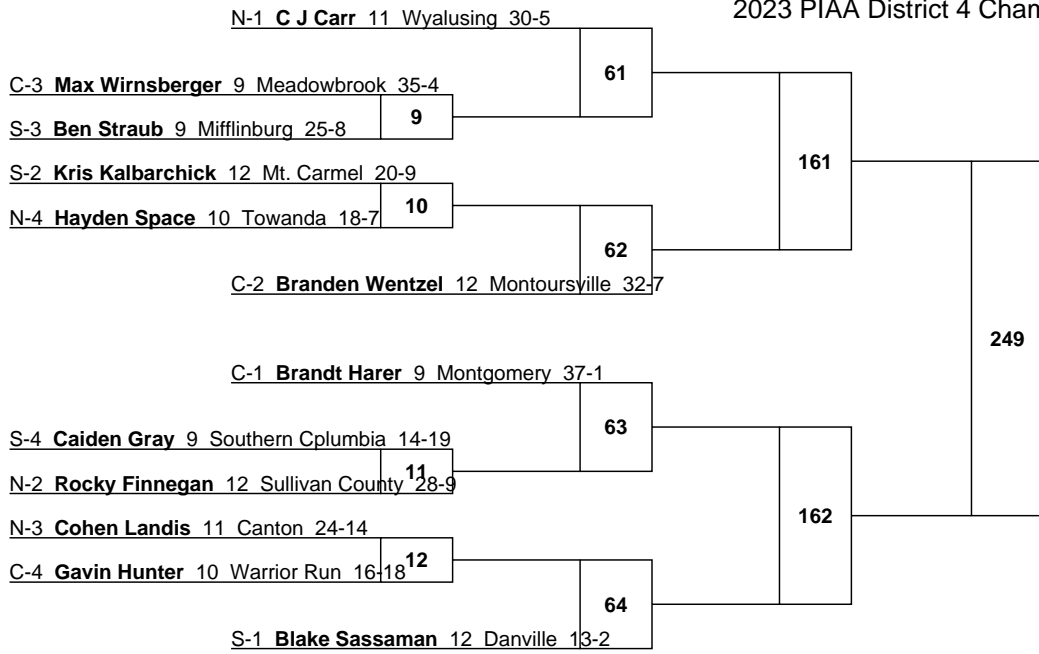 2023 PIAA District 4 Cham
N-1 C J Carr 11 Wyalusing 30-5
61
C-3 Max Wirnsberger 9 Meadowbrook 35-4
9
S-3 Ben Straub 9 Mifflinburg 25-8
161
S-2 Kris Kalbarchick 12 Mt. Carmel 20-9
10
N-4 Hayden Space 10 Towanda 18-7
62
C-2 Branden Wentzel 12 Montoursville 32-7
249
C-1 Brandt Harer 9 Montgomery 37-1
63
S-4 Caiden Gray 9 Southern Cplumbia 14-19
11
N-2 Rocky Finnegan 12 Sullivan County 28-9
162
N-3 Cohen Landis 11 Canton 24-14
12
C-4 Gavin Hunter 10 Warrior Run 16-18
64
S-1 Blake Sassaman 12 Danville 13-2